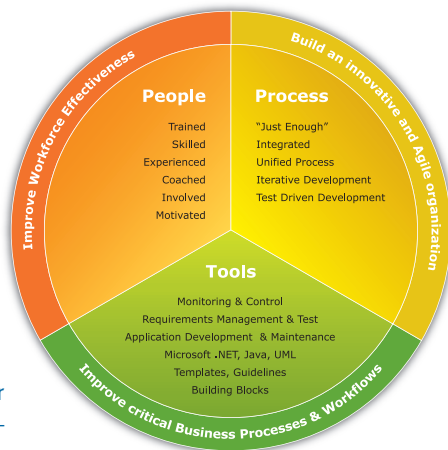 Improve Workforce Effectiveness
Build an innovative and Agile organization
People
Trained
Skilled
Experienced
Coached
Involved
Motivated
Process
“Just Enough”
Integrated
Unified Process
Iterative Development
Test Driven Development
Tools
Monitoring & Control
Requirements Management & Test
Application Development & Maintenance
Microsoft .NET, Java, UML
Templates, Guidelines
Building Blocks
Improve critical Business Processes & Workflows